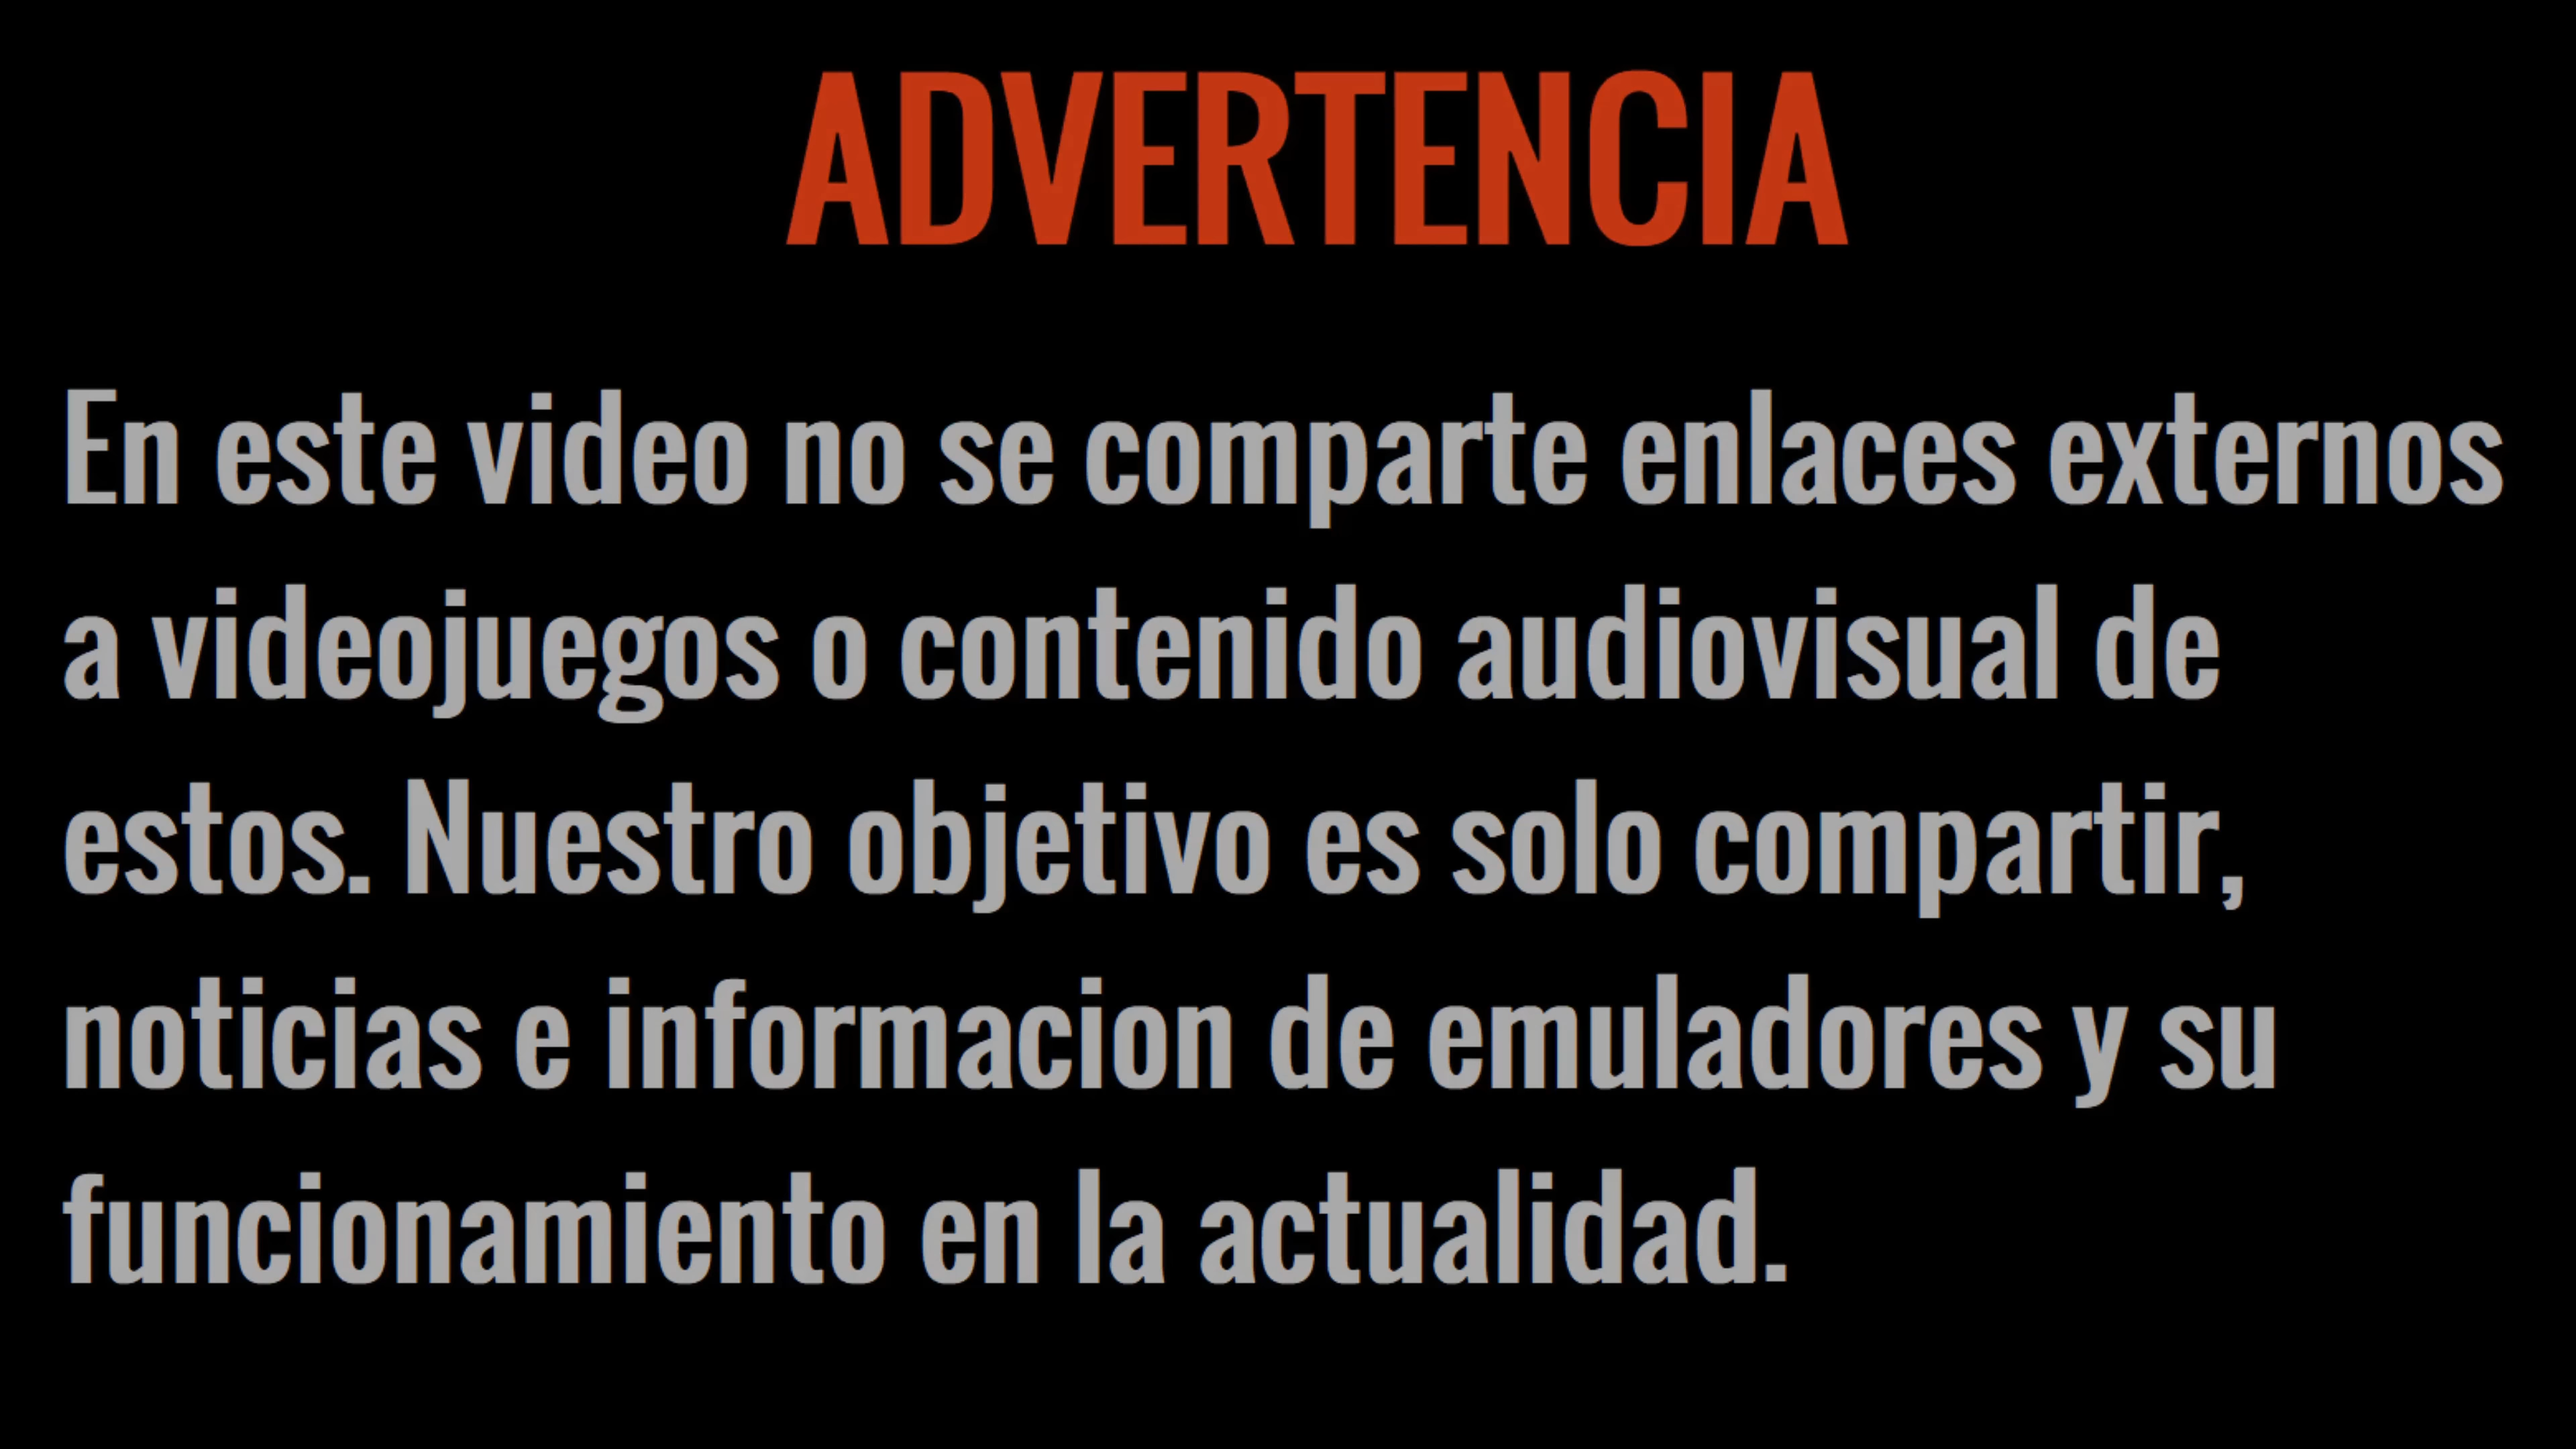 ADVERTENCIA
En este video no se comparte enlaces externos
a videojuegos o contenido audiovisual de
estos. Nuestro objetivo es solo compartir,
noticias e informacion de emuladores y su
funcionamiento en la actualidad.